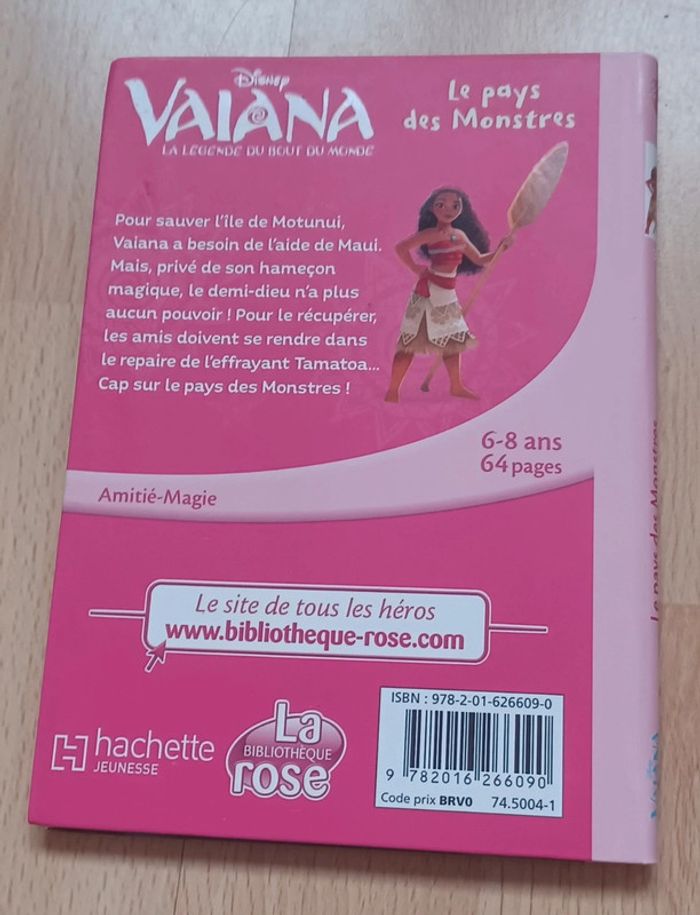 Disney
VAIANA
LA LÉGENDE DU BOUT DU MONDE
Le pays
des Monstres
Pour sauver l'île de Motunui,
Vaiana a besoin de l'aide de Maui.
Mais, privé de son hameçon
magique, le demi-dieu n'a plus
aucun pouvoir ! Pour le récupérer,
les amis doivent se rendre dans
le repaire de l'effrayant Tamatoa...
Cap sur le pays des Monstres !
6-8 ans
64 pages
Amitié-Magie
Le site de tous les héros
www.bibliotheque-rose.com
hachette
JEUNESSE
La
BIBLIOTHÈQUE
rose
ISBN : 978-2-01-626609-0
9 782016 266090
Code prix BRV0 74.5004-1
Le pays des Monstres
VAIANA